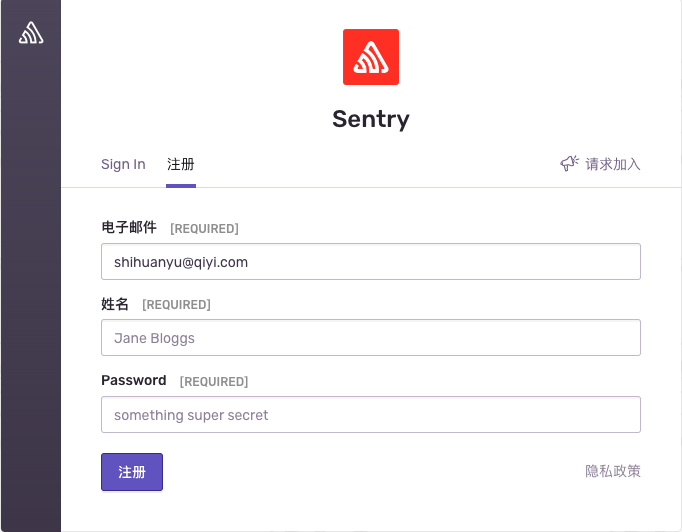 Sentry
Sign In 注册 请求加入
电子邮件 [REQUIRED]
shihuanyu@qiyi.com
姓名 [REQUIRED]
Jane Bloggs
Password [REQUIRED]
something super secret
注册 隐私政策